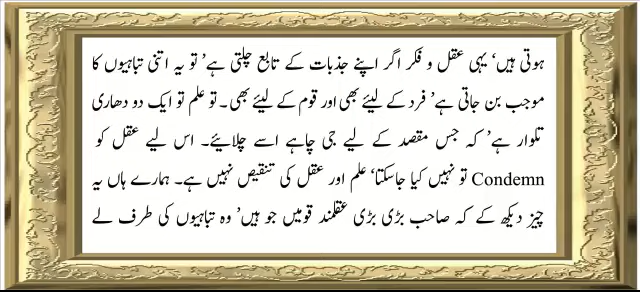 ہوتی ہیں‘ یہی عقل و فکر اگر اپنے جذبات کے تابع چلتی ہے’ تو یہ اتنی تباہیوں کا
موجب بن جاتی ہے’ فرد کے لیئے بھی اور قوم کے لیئے بھی۔ تو علم تو ایک دو دھاری
تلوار ہے’ کہ جس مقصد کے لیے جی چاہے اسے چلائیے۔ اس لیے عقل کو
Condemn تو نہیں کیا جاسکتا‘ علم اور عقل کی تنقیص نہیں ہے۔ ہمارے ہاں یہ
چیز دیکھ کے کہ صاحب بڑی بڑی عقلمند قومیں جو ہیں’ وہ تباہیوں کی طرف لے